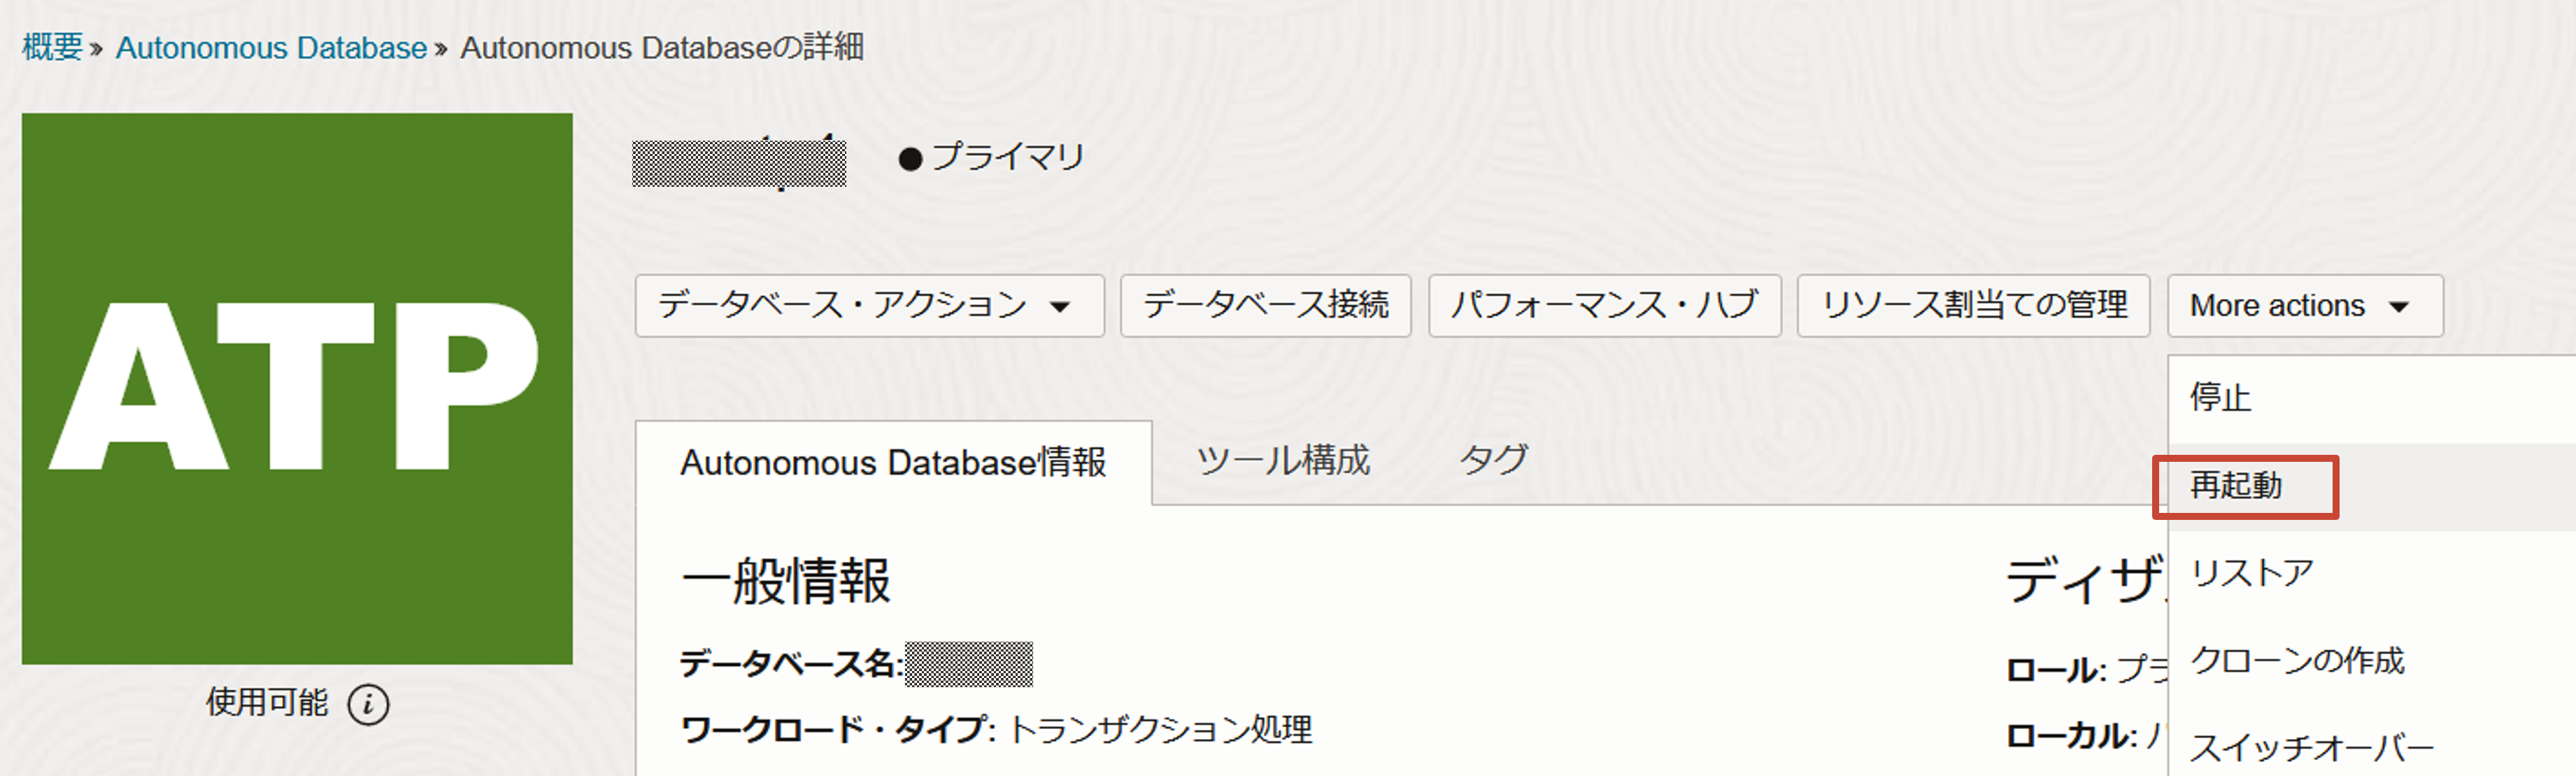 概要 » Autonomous Database » Autonomous Databaseの詳細
ATP
使用可能
プライマリ
データベース・アクション
データベース接続
パフォーマンス・ハブ
リソース割当ての管理
More actions
停止
再起動
リストア
クローンの作成
スイッチオーバー
Autonomous Database情報
ツール構成
タグ
一般情報
データベース名:
ワークロード・タイプ: トランザクション処理
ディザ
ロール: プラ
ローカル: